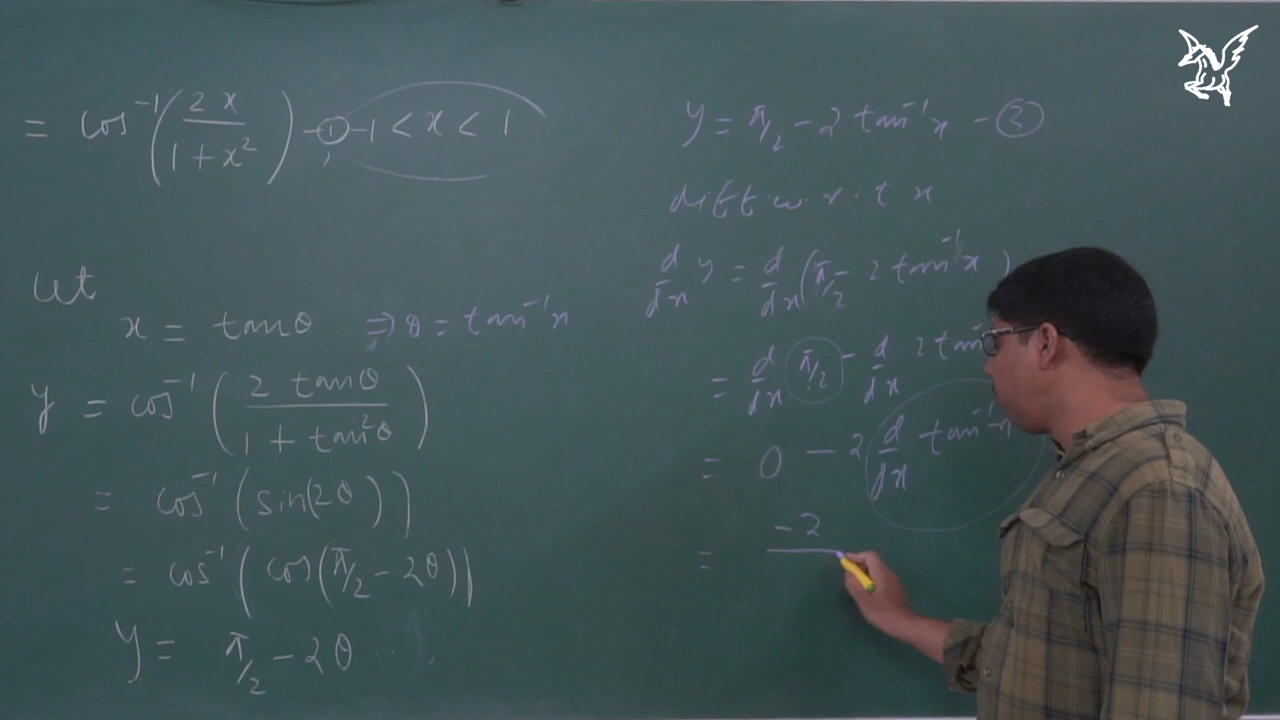 = cos⁻¹(2x / 1+x²) - ① -1 < x < 1
Let
x = tanθ ⇒ θ = tan⁻¹x
y = cos⁻¹(2 tanθ / 1 + tan²θ)
= cos⁻¹(sin(2θ))
= cos⁻¹(cos(π/2 - 2θ))
y = π/2 - 2θ
y = π/2 - 2 tan⁻¹x - ②
diff. w. r. t x
d/dx y = d/dx (π/2 - 2 tan⁻¹x)
= d/dx π/2 - d/dx 2 tan
= 0 - 2 d/dx tan⁻¹x
= -2